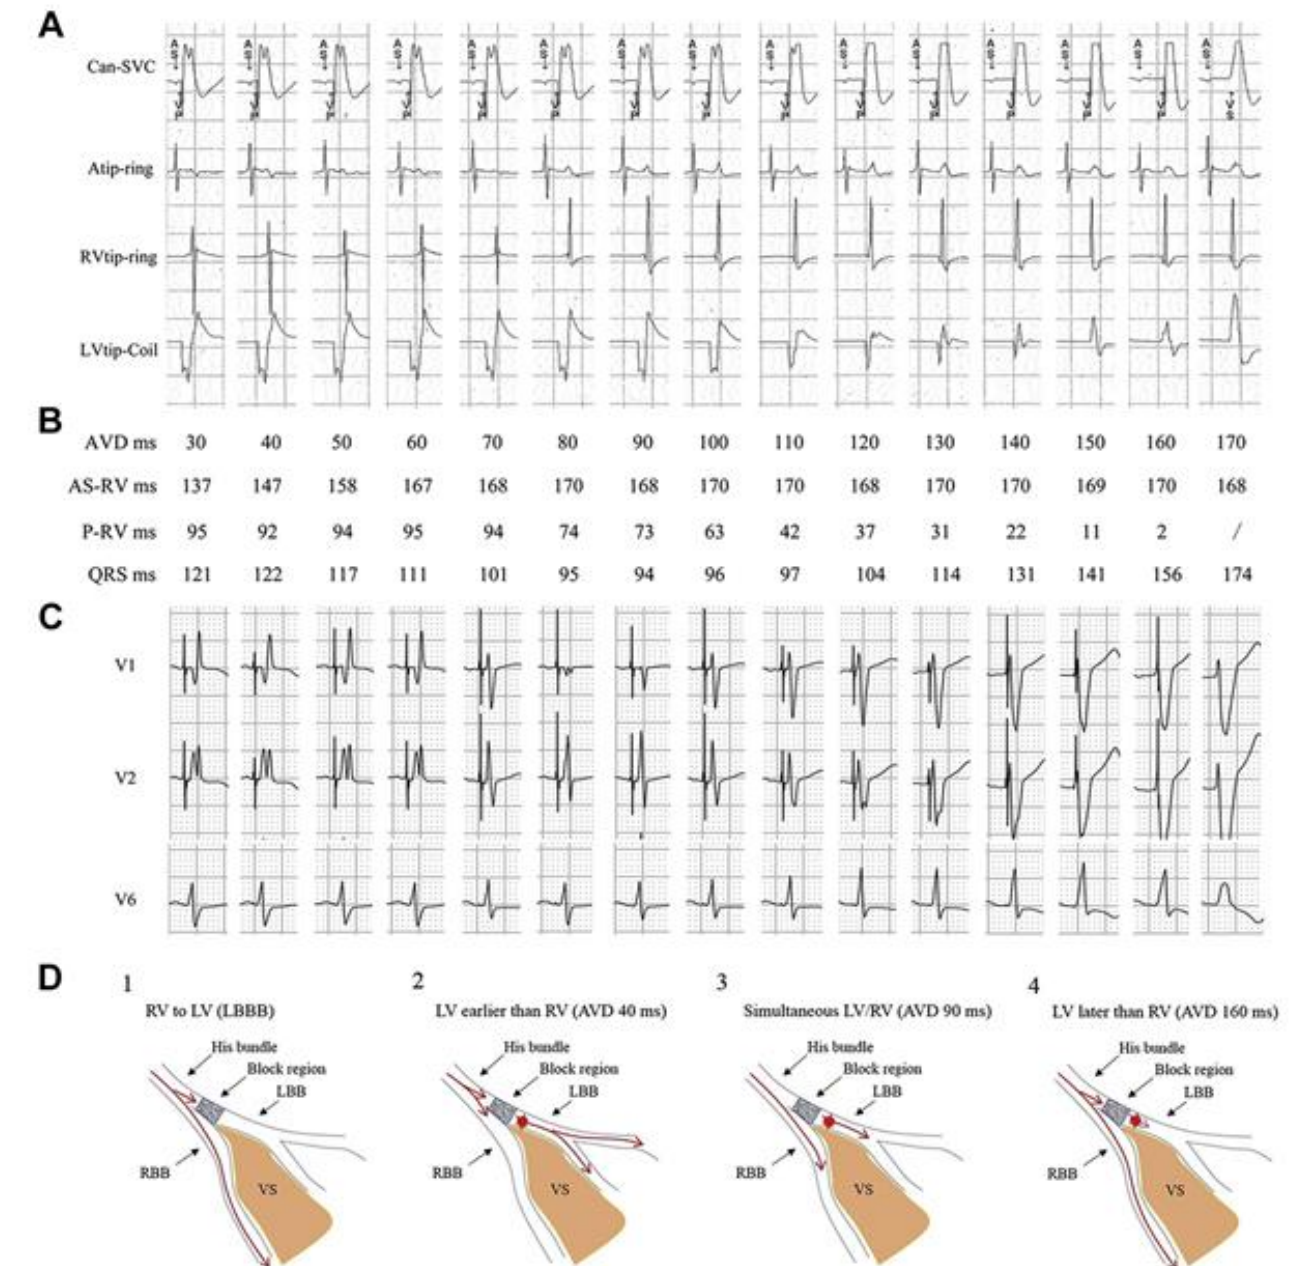 A
Can-SVC
Atip-ring
RVtip-ring
LVtip-Coil
B
AVD ms 30 40 50 60 70 80 90 100 110 120 130 140 150 160 170
AS-RV ms 137 147 158 167 168 170 168 170 170 168 170 170 169 170 168
P-RV ms 95 92 94 95 94 74 73 63 42 37 31 22 11 2 /
QRS ms 121 122 117 111 101 95 94 96 97 104 114 131 141 156 174
C
V1
V2
V6
D
1 2 3 4
RV to LV (LBBB) LV earlier than RV (AVD 40 ms) Simultaneous LV/RV (AVD 90 ms) LV later than RV (AVD 160 ms)
His bundle His bundle His bundle His bundle
Block region Block region Block region Block region
LBB LBB LBB LBB
RBB RBB RBB RBB
VS VS VS VS